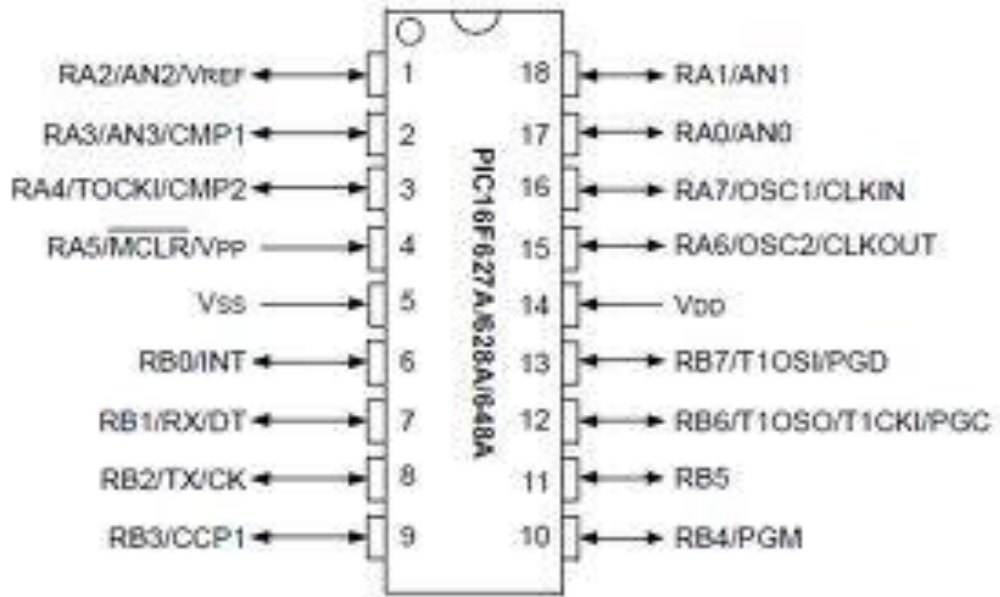 RA2/AN2/VREF 1 18 RA1/AN1
RA3/AN3/CMP1 2 17 RA0/AN0
RA4/TOCKI/CMP2 3 16 RA7/OSC1/CLKIN
RA5/MCLR/VPP 4 15 RA6/OSC2/CLKOUT
VSS 5 14 VDD
RB0/INT 6 13 RB7/T1OSI/PGD
RB1/RX/DT 7 12 RB6/T1OSO/T1CKI/PGC
RB2/TX/CK 8 11 RB5
RB3/CCP1 9 10 RB4/PGM
PIC16F627A/628A/648A